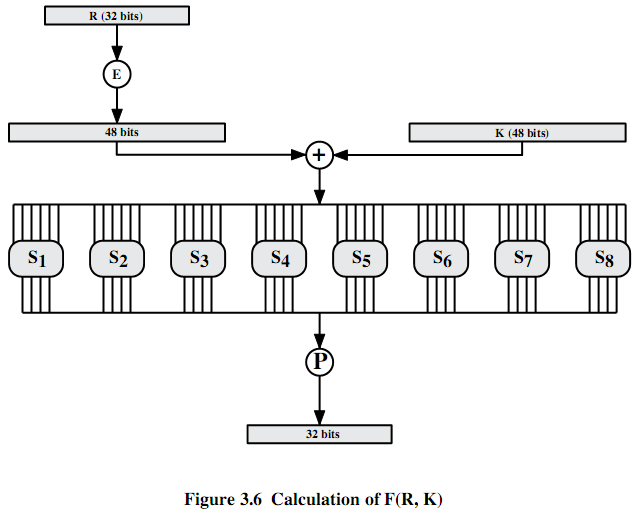 R (32 bits)
E
48 bits
K (48 bits)
+
S1 S2 S3 S4 S5 S6 S7 S8
P
32 bits
Figure 3.6 Calculation of F(R, K)